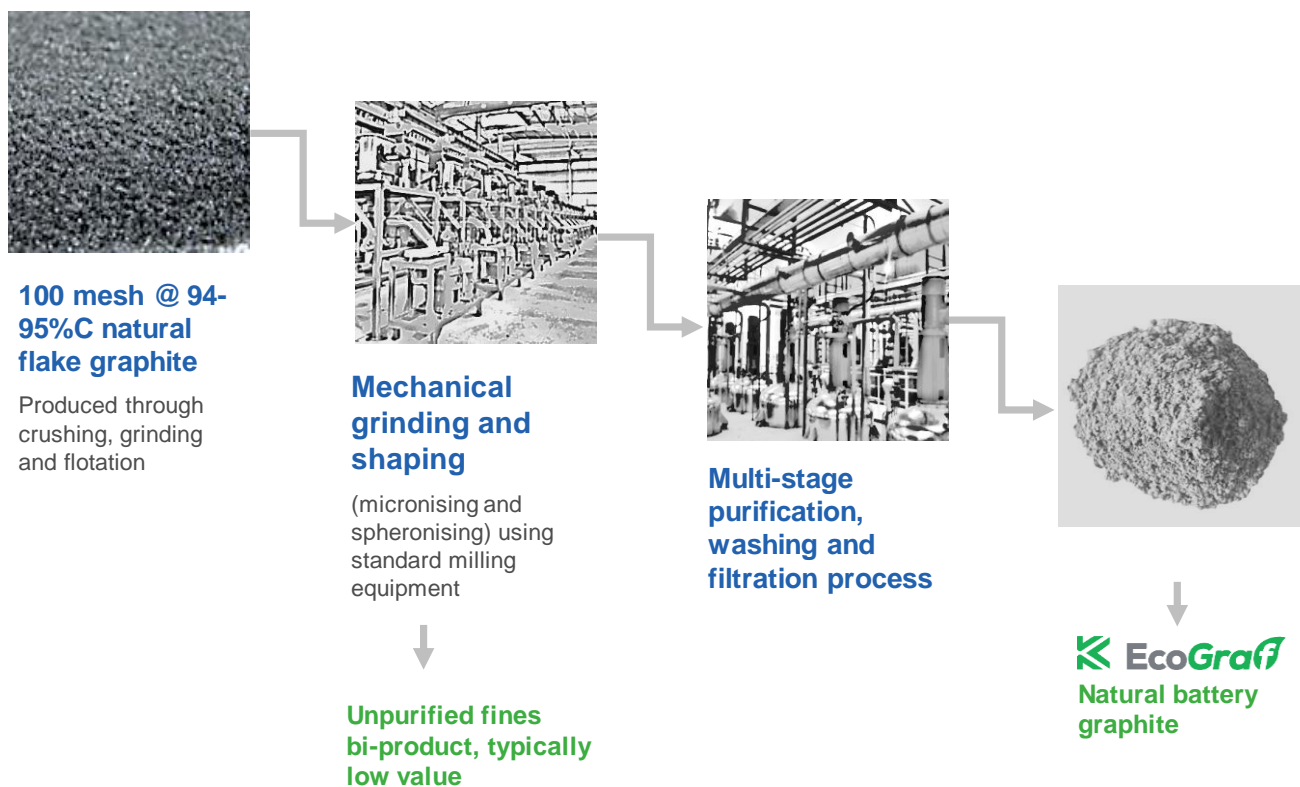 100 mesh @ 94-
95%C natural
flake graphite
Produced through
crushing, grinding
and flotation
Mechanical
grinding and
shaping
(micronising and
spheronising) using
standard milling
equipment
Unpurified fines
bi-product, typically
low value
Multi-stage
purification,
washing and
filtration process
EcoGraf
Natural battery
graphite